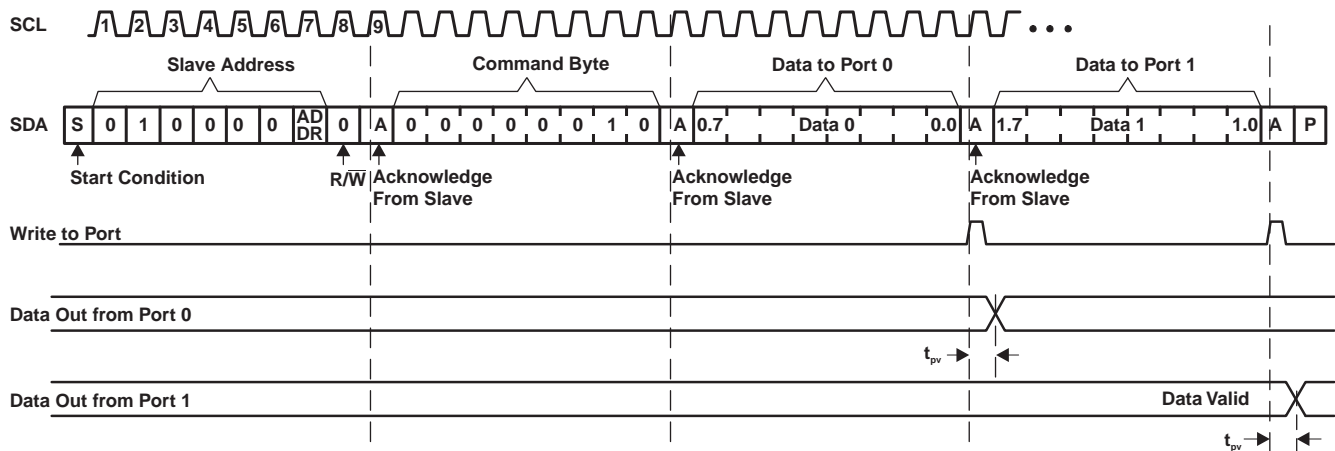 SCL 1 2 3 4 5 6 7 8 9
Slave Address Command Byte Data to Port 0 Data to Port 1
SDA S 0 1 0 0 0 0 AD DR 0 A 0 0 0 0 0 0 1 0 A 0.7 Data 0 0.0 A 1.7 Data 1 1.0 A P
Start Condition R/W Acknowledge From Slave Acknowledge From Slave Acknowledge From Slave
Write to Port
Data Out from Port 0
tpv
Data Out from Port 1 Data Valid
tpv